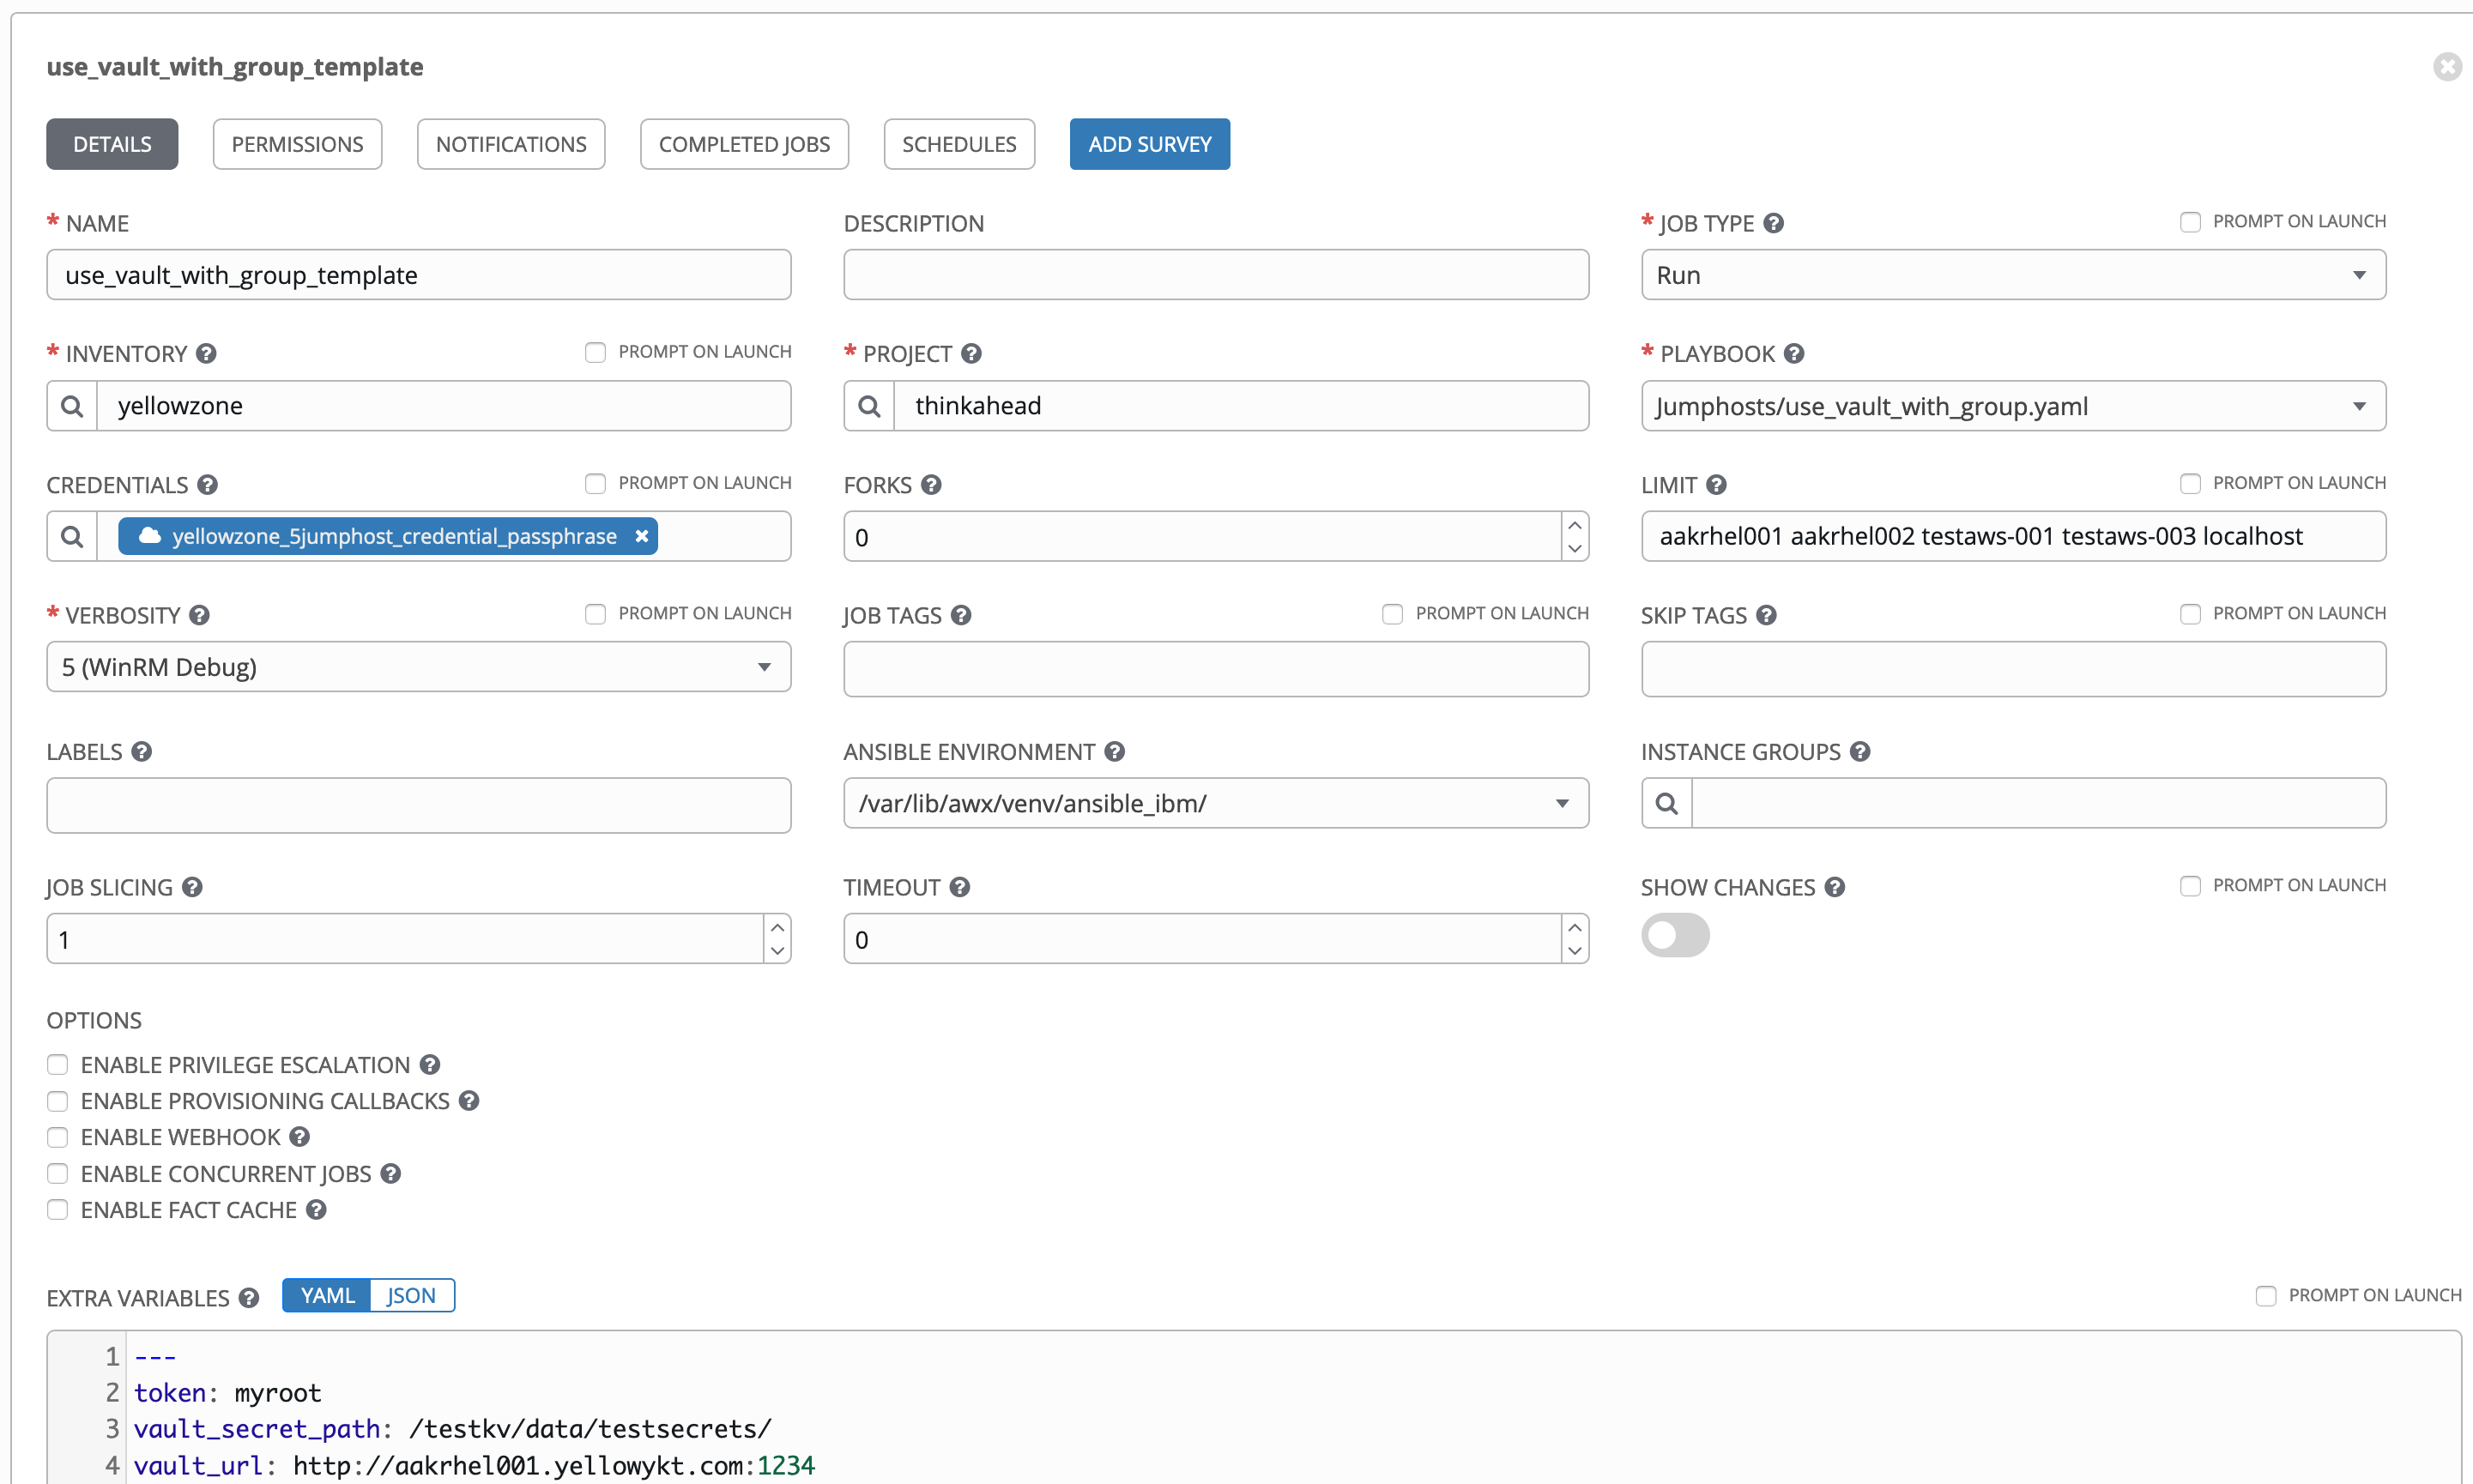 use_vault_with_group_template
DETAILS PERMISSIONS NOTIFICATIONS COMPLETED JOBS SCHEDULES ADD SURVEY
* NAME
use_vault_with_group_template
DESCRIPTION
* JOB TYPE PROMPT ON LAUNCH
Run
* INVENTORY PROMPT ON LAUNCH
yellowzone
* PROJECT
thinkahead
* PLAYBOOK
Jumphosts/use_vault_with_group.yaml
CREDENTIALS PROMPT ON LAUNCH
yellowzone_5jumphost_credential_passphrase
FORKS
0
LIMIT PROMPT ON LAUNCH
aakrhel001 aakrhel002 testaws-001 testaws-003 localhost
* VERBOSITY PROMPT ON LAUNCH
5 (WinRM Debug)
JOB TAGS PROMPT ON LAUNCH
SKIP TAGS PROMPT ON LAUNCH
LABELS
ANSIBLE ENVIRONMENT
/var/lib/awx/venv/ansible_ibm/
INSTANCE GROUPS
JOB SLICING
1
TIMEOUT
0
SHOW CHANGES PROMPT ON LAUNCH
OPTIONS
ENABLE PRIVILEGE ESCALATION
ENABLE PROVISIONING CALLBACKS
ENABLE WEBHOOK
ENABLE CONCURRENT JOBS
ENABLE FACT CACHE
EXTRA VARIABLES YAML JSON PROMPT ON LAUNCH
1 ---
2 token: myroot
3 vault_secret_path: /testkv/data/testsecrets/
4 vault_url: http://aakrhel001.yellowykt.com:1234